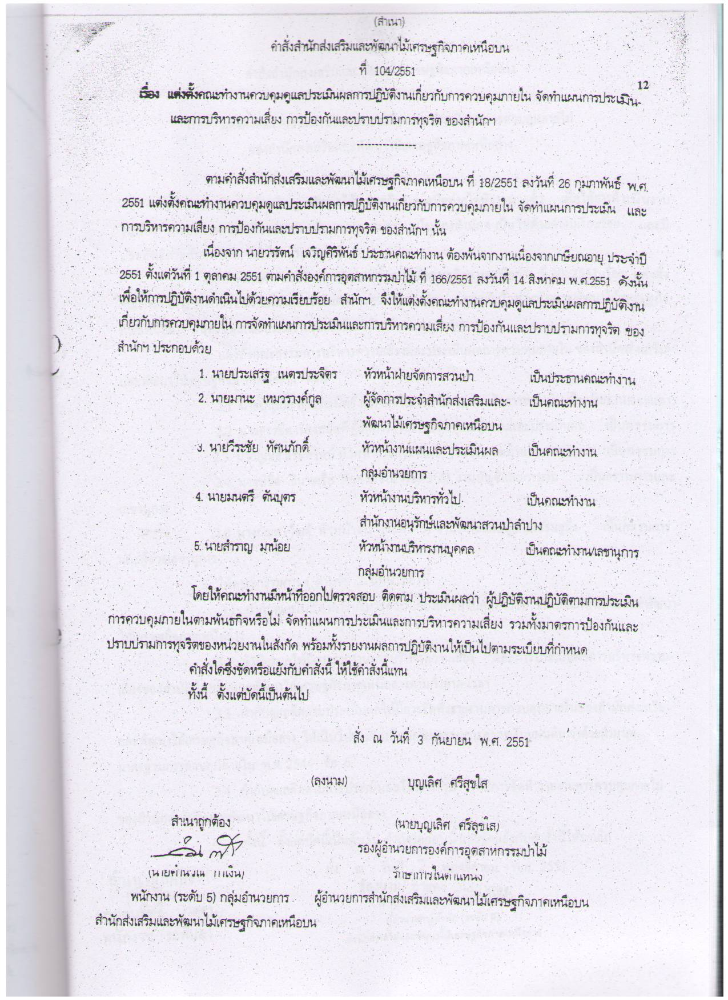 (สำเนา)
คำสั่งสำนักส่งเสริมและพัฒนาไม้เศรษฐกิจภาคเหนือบน
ที่ 104/2551
12
เรื่อง แต่งตั้งคณะทำงานควบคุมดูแลประเมินผลการปฏิบัติงานเกี่ยวกับการควบคุมภายใน จัดทำแผนการประเมิน-
และการบริหารความเสี่ยง การป้องกันและปราบปรามการทุจริต ของสำนักฯ
---------------
ตามคำสั่งสำนักส่งเสริมและพัฒนาไม้เศรษฐกิจภาคเหนือบน ที่ 18/2551 ลงวันที่ 26 กุมภาพันธ์ พ.ศ.
2551 แต่งตั้งคณะทำงานควบคุมดูแลประเมินผลการปฏิบัติงานเกี่ยวกับการควบคุมภายใน จัดทำแผนการประเมิน และ
การบริหารความเสี่ยง การป้องกันและปราบปรามการทุจริต ของสำนักฯ นั้น
เนื่องจาก นายวรรัตน์ เจริญศิริพันธ์ ประธานคณะทำงาน ต้องพ้นจากงานเนื่องจากเกษียณอายุ ประจำปี
2551 ตั้งแต่วันที่ 1 ตุลาคม 2551 ตามคำสั่งองค์การอุตสาหกรรมป่าไม้ ที่ 166/2551 ลงวันที่ 14 สิงหาคม พ.ศ.2551 ดังนั้น
เพื่อให้การปฏิบัติงานดำเนินไปด้วยความเรียบร้อย สำนักฯ จึงให้แต่งตั้งคณะทำงานควบคุมดูแลประเมินผลการปฏิบัติงาน
เกี่ยวกับการควบคุมภายใน การจัดทำแผนการประเมินและการบริหารความเสี่ยง การป้องกันและปราบปรามการทุจริต ของ
สำนักฯ ประกอบด้วย
1. นายประเสริฐ เนตรประจิตร หัวหน้าฝ่ายจัดการสวนป่า เป็นประธานคณะทำงาน
2. นายมานะ เหมวรางค์กูล ผู้จัดการประจำสำนักส่งเสริมและ- เป็นคณะทำงาน
พัฒนาไม้เศรษฐกิจภาคเหนือบน
3. นายวีระชัย ทัศนภักดิ์ หัวหน้างานแผนและประเมินผล เป็นคณะทำงาน
กลุ่มอำนวยการ
4. นายมนตรี ตันบุตร หัวหน้างานบริหารทั่วไป เป็นคณะทำงาน
สำนักงานอนุรักษ์และพัฒนาสวนป่าลำปาง
5. นายสำราญ มาน้อย หัวหน้างานบริหารงานบุคคล เป็นคณะทำงาน/เลขานุการ
กลุ่มอำนวยการ
โดยให้คณะทำงานมีหน้าที่ออกไปตรวจสอบ ติดตาม ประเมินผลว่า ผู้ปฏิบัติงานปฏิบัติตามการประเมิน
การควบคุมภายในตามพันธกิจหรือไม่ จัดทำแผนการประเมินและการบริหารความเสี่ยง รวมทั้งมาตรการป้องกันและ
ปราบปรามการทุจริตของหน่วยงานในสังกัด พร้อมทั้งรายงานผลการปฏิบัติงานให้เป็นไปตามระเบียบที่กำหนด
คำสั่งใดซึ่งขัดหรือแย้งกับคำสั่งนี้ ให้ใช้คำสั่งนี้แทน
ทั้งนี้ ตั้งแต่บัดนี้เป็นต้นไป
สั่ง ณ วันที่ 3 กันยายน พ.ศ. 2551
(ลงนาม) บุญเลิศ ศรีสุขใส
สำเนาถูกต้อง (นายบุญเลิศ ศรีสุขใส)
รองผู้อำนวยการองค์การอุตสาหกรรมป่าไม้
รักษาการในตำแหน่ง
พนักงาน (ระดับ 5) กลุ่มอำนวยการ ผู้อำนวยการสำนักส่งเสริมและพัฒนาไม้เศรษฐกิจภาคเหนือบน
สำนักส่งเสริมและพัฒนาไม้เศรษฐกิจภาคเหนือบน